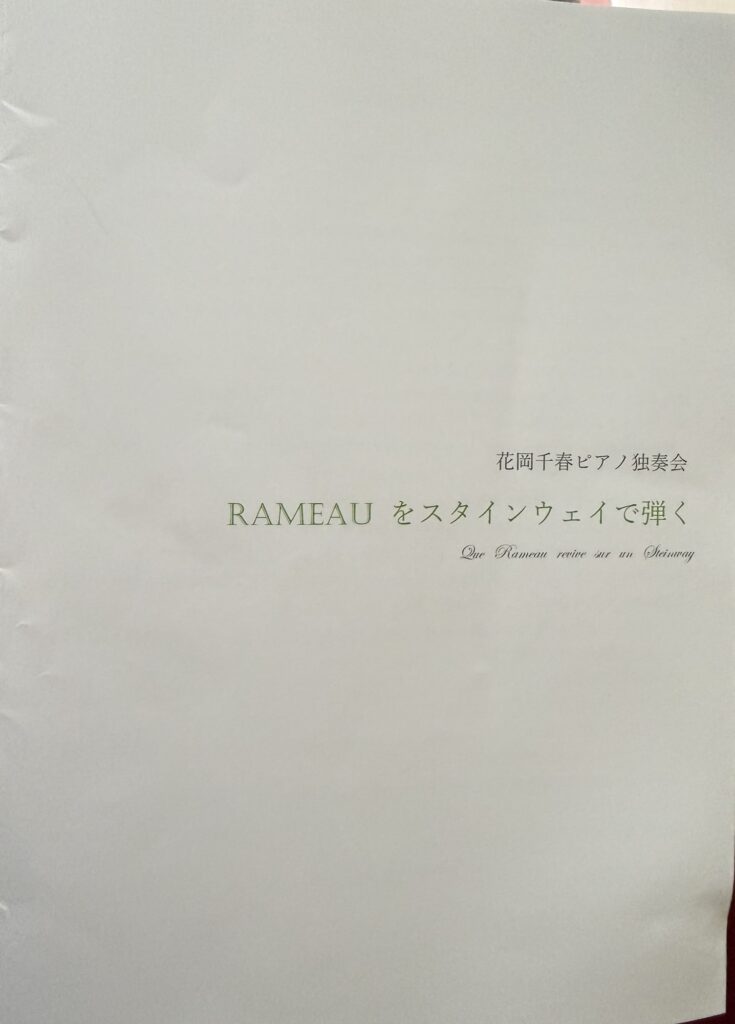 花岡千春ピアノ独奏会
RAMEAU をスタインウェイで弾く
Que Rameau revive sur un Steinway